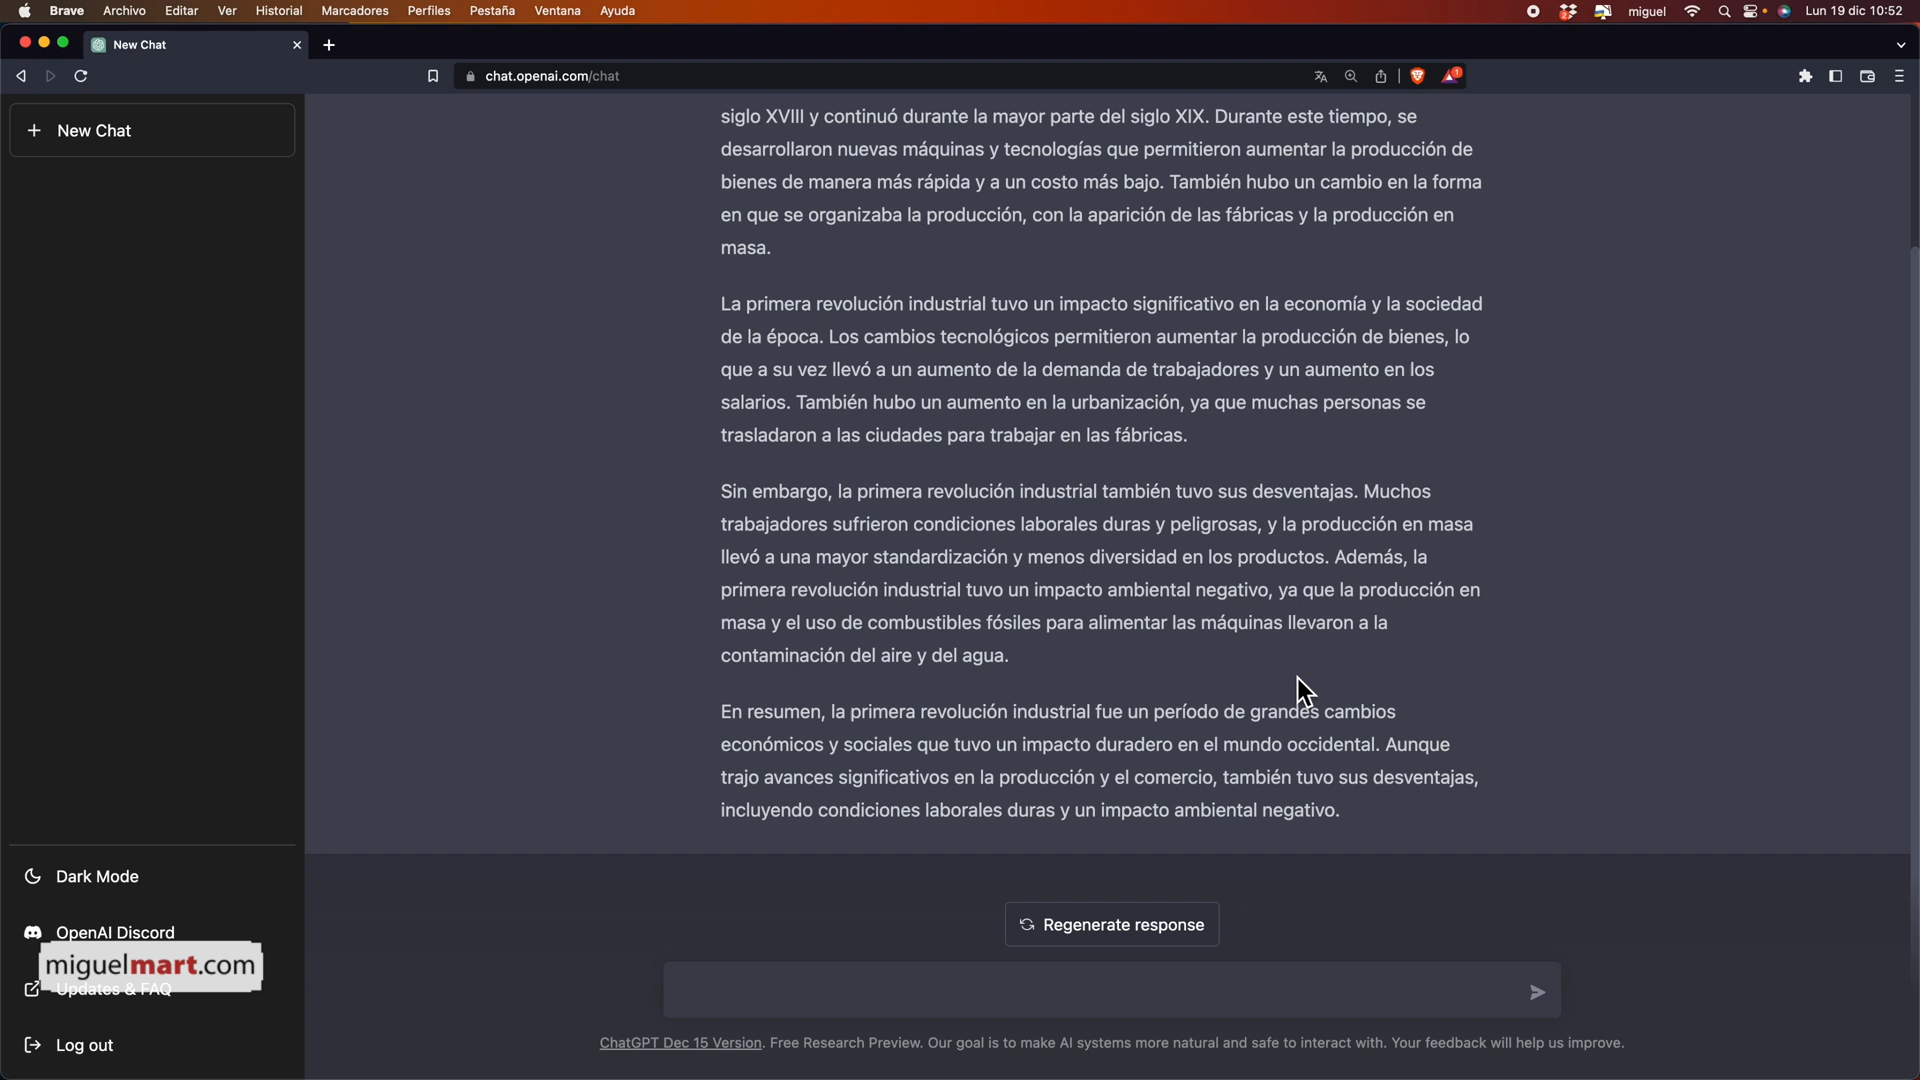 Brave Archivo Editar Ver Historial Marcadores Perfiles Pestaña Ventana Ayuda
2 miguel Lun 19 dic 10:52
New Chat
chat.openai.com/chat
1
New Chat
siglo XVIII y continuó durante la mayor parte del siglo XIX. Durante este tiempo, se
desarrollaron nuevas máquinas y tecnologías que permitieron aumentar la producción de
bienes de manera más rápida y a un costo más bajo. También hubo un cambio en la forma
en que se organizaba la producción, con la aparición de las fábricas y la producción en
masa.
La primera revolución industrial tuvo un impacto significativo en la economía y la sociedad
de la época. Los cambios tecnológicos permitieron aumentar la producción de bienes, lo
que a su vez llevó a un aumento de la demanda de trabajadores y un aumento en los
salarios. También hubo un aumento en la urbanización, ya que muchas personas se
trasladaron a las ciudades para trabajar en las fábricas.
Sin embargo, la primera revolución industrial también tuvo sus desventajas. Muchos
trabajadores sufrieron condiciones laborales duras y peligrosas, y la producción en masa
llevó a una mayor standardización y menos diversidad en los productos. Además, la
primera revolución industrial tuvo un impacto ambiental negativo, ya que la producción en
masa y el uso de combustibles fósiles para alimentar las máquinas llevaron a la
contaminación del aire y del agua.
En resumen, la primera revolución industrial fue un período de grandes cambios
económicos y sociales que tuvo un impacto duradero en el mundo occidental. Aunque
trajo avances significativos en la producción y el comercio, también tuvo sus desventajas,
incluyendo condiciones laborales duras y un impacto ambiental negativo.
Dark Mode
OpenAI Discord
miguelmart.com
Updates & FAQ
Log out
Regenerate response
ChatGPT Dec 15 Version. Free Research Preview. Our goal is to make AI systems more natural and safe to interact with. Your feedback will help us improve.